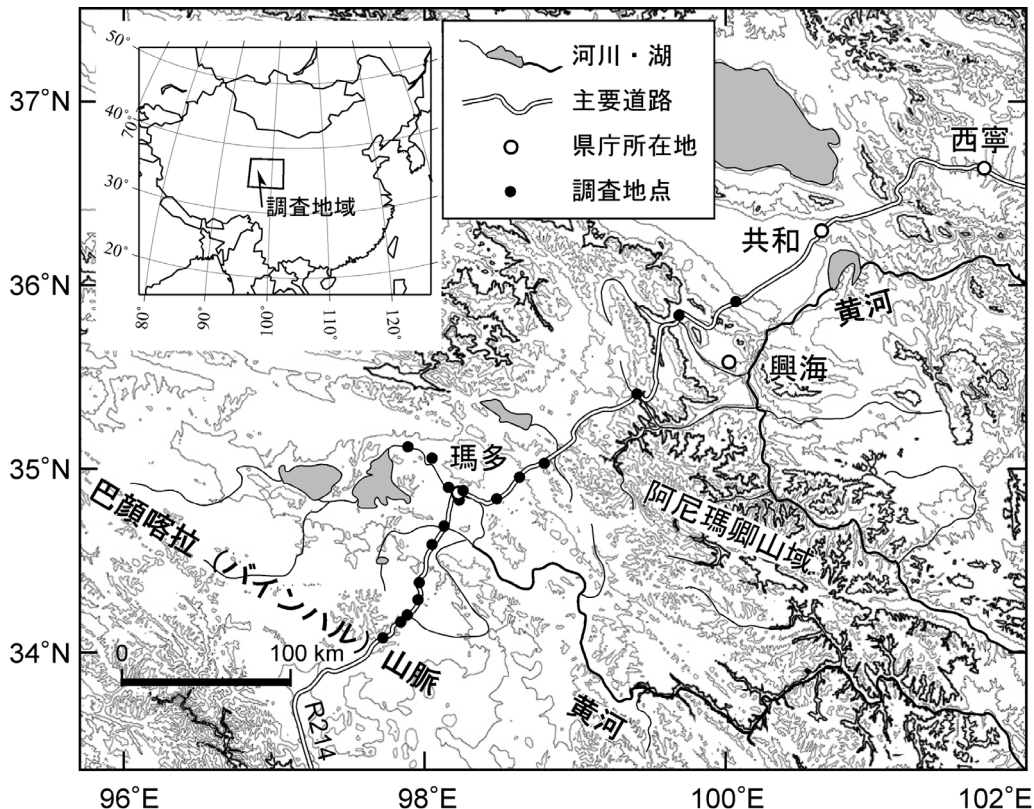 50°
40°
70°
30°
20°
80°
90°
100°
110°
120°
調査地域
河川・湖
主要道路
県庁所在地
調査地点
37°N
36°N
35°N
34°N
西寧
共和
黄河
興海
瑪多
阿尼瑪卿山域
巴顔喀拉（バインハル）
山脈
0 100 km
黄河
R214
96°E 98°E 100°E 102°E